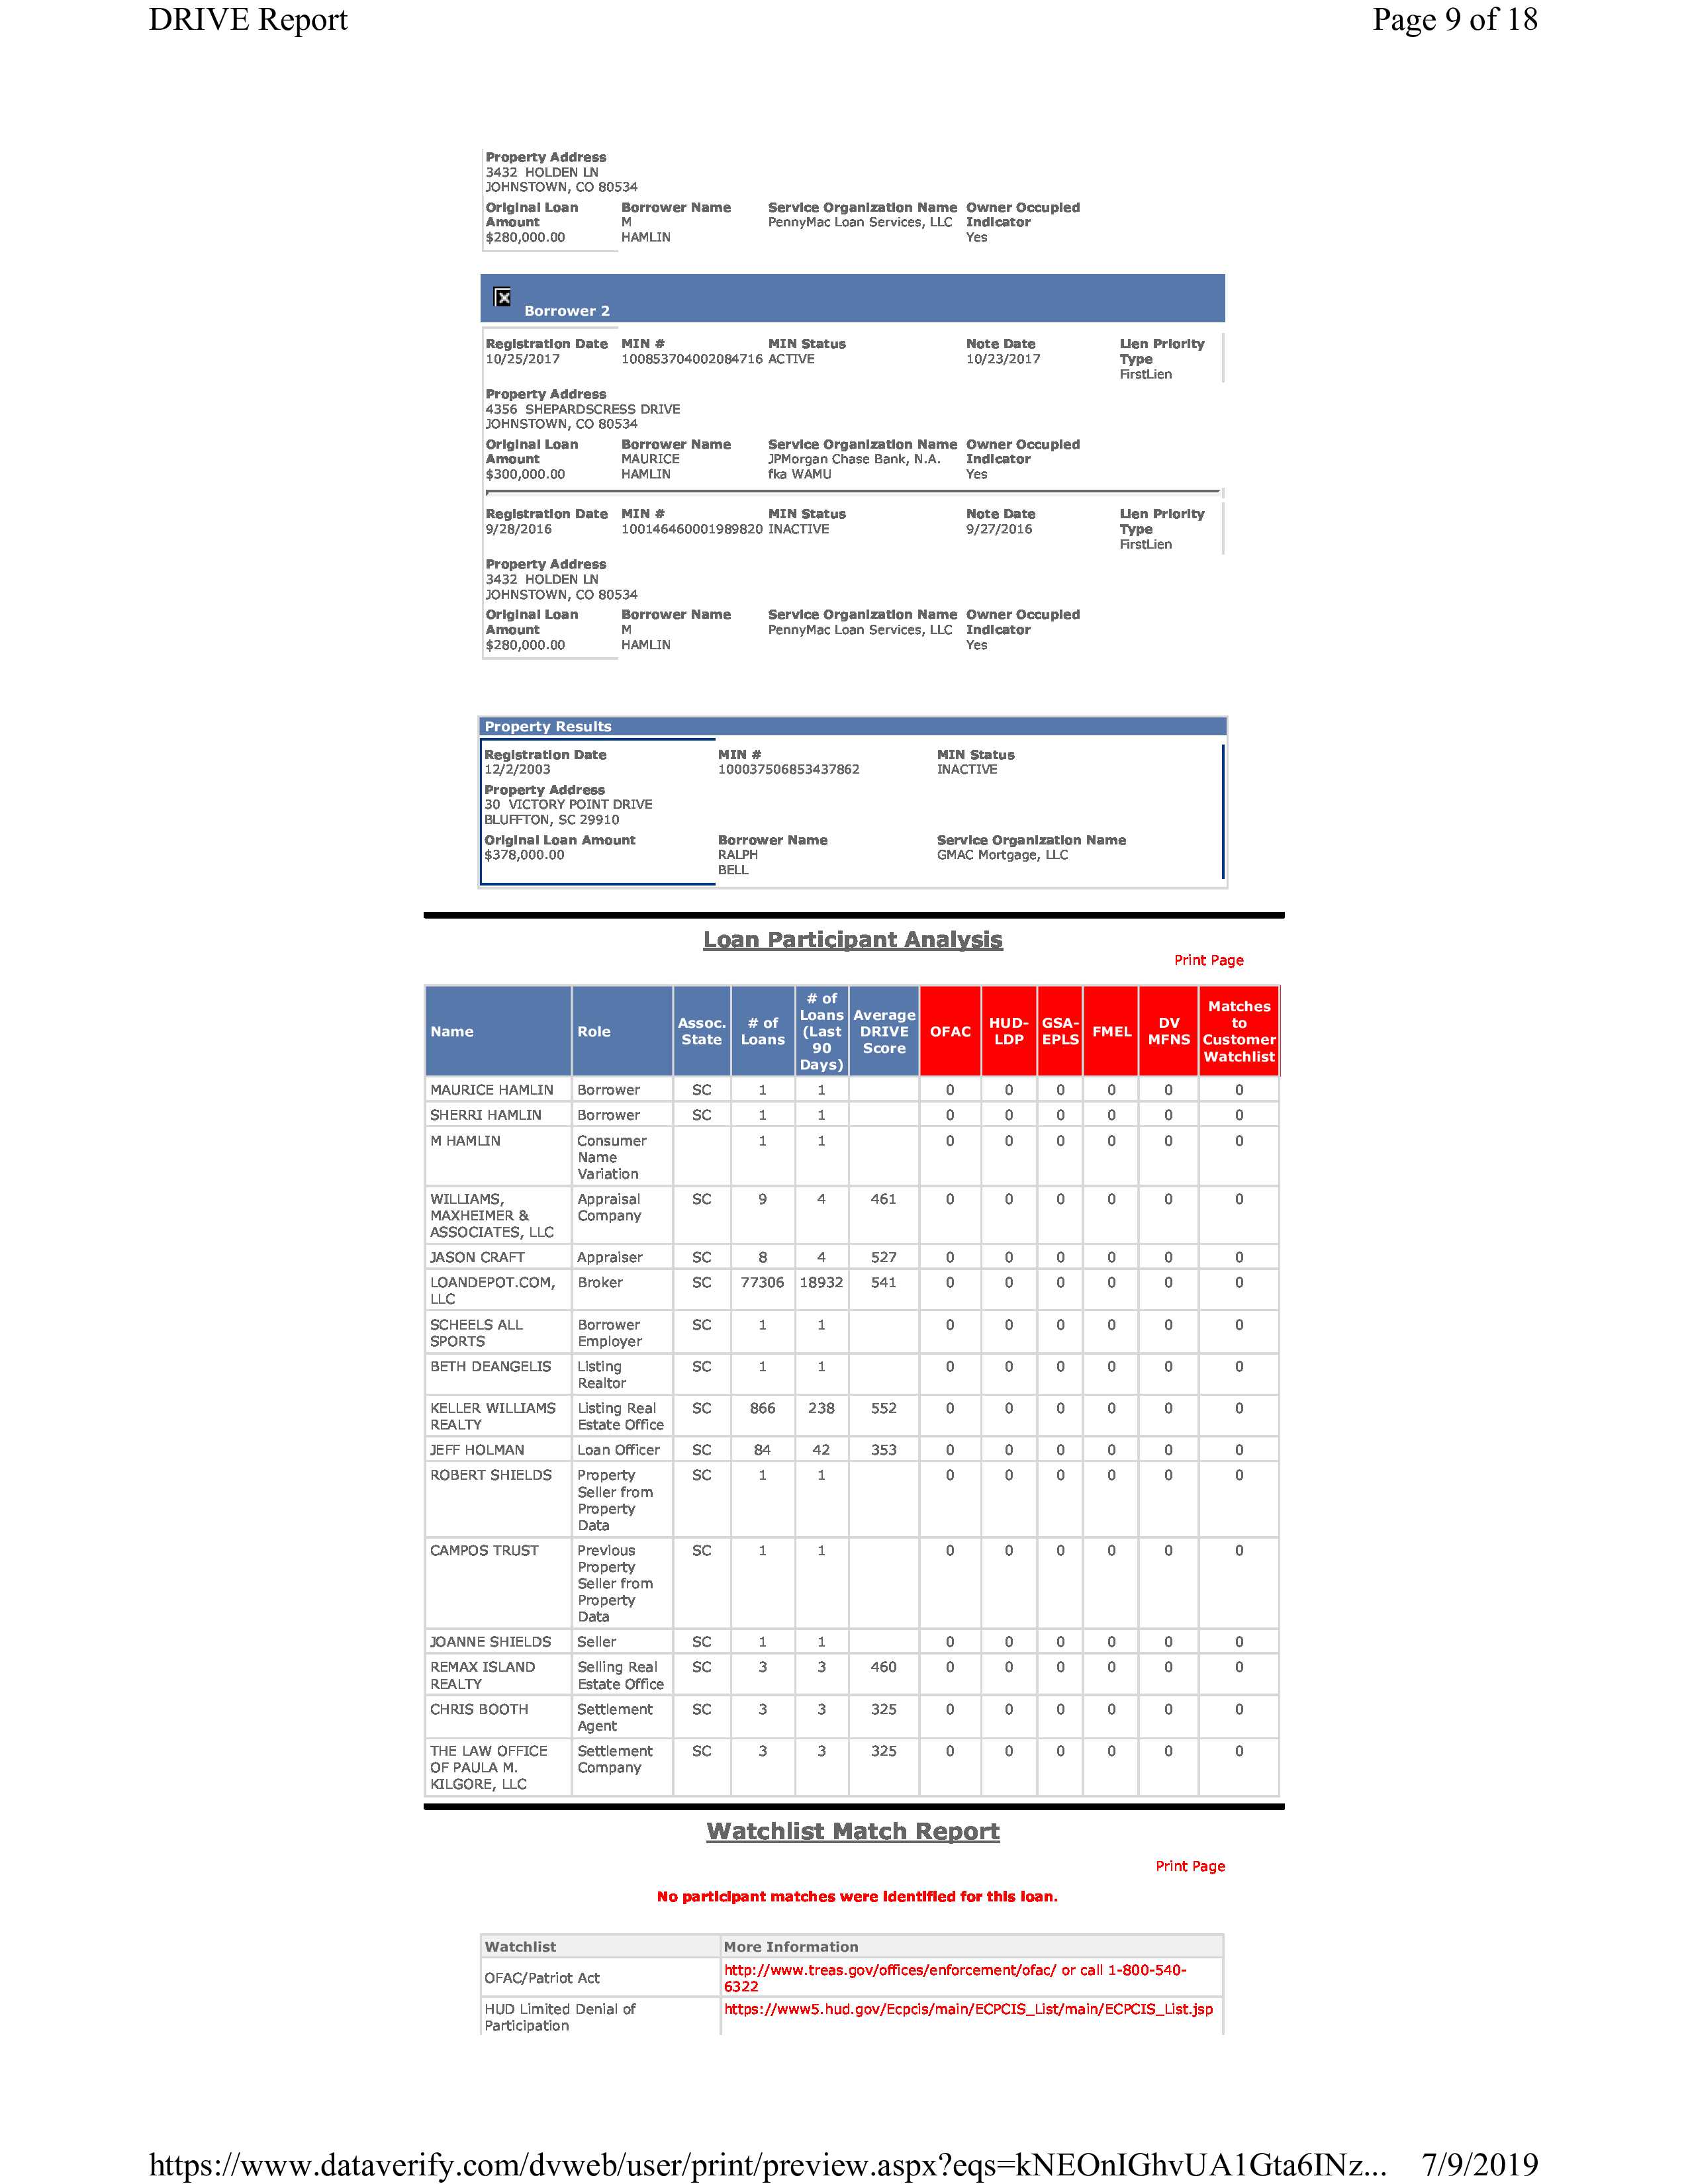 DRIVE Report Page 9 of 18
Property Address
3432 HOLDEN LN
JOHNSTOWN, CO 80534
Original Loan Borrower Name Service Organization Name Owner Occupied
Amount M PennyMac Loan Services, LLC Indicator
$280,000.00 HAMLIN Yes
Borrower 2
Registration Date MIN # MIN Status Note Date Lien Priority
10/25/2017 100853704002084716 ACTIVE 10/23/2017 Type
FirstLien
Property Address
4356 SHEPARDSCRESS DRIVE
JOHNSTOWN, CO 80534
Original Loan Borrower Name Service Organization Name Owner Occupied
Amount MAURICE JPMorgan Chase Bank, N.A. Indicator
$300,000.00 HAMLIN fka WAMU Yes
Registration Date MIN # MIN Status Note Date Lien Priority
9/28/2016 100146460001989820 INACTIVE 9/27/2016 Type
FirstLien
Property Address
3432 HOLDEN LN
JOHNSTOWN, CO 80534
Original Loan Borrower Name Service Organization Name Owner Occupied
Amount M PennyMac Loan Services, LLC Indicator
$280,000.00 HAMLIN Yes
Property Results
Registration Date MIN # MIN Status
12/2/2003 100037506853437862 INACTIVE
Property Address
30 VICTORY POINT DRIVE
BLUFFTON, SC 29910
Original Loan Amount Borrower Name Service Organization Name
$378,000.00 RALPH GMAC Mortgage, LLC
BELL
Loan Participant Analysis
Print Page
Name Role Assoc. State # of Loans # of Loans (Last 90 Days) Average DRIVE Score OFAC HUD-LDP GSA-EPLS FMEL DV MFNS Matches to Customer Watchlist
MAURICE HAMLIN Borrower SC 1 1 0 0 0 0 0 0
SHERRI HAMLIN Borrower SC 1 1 0 0 0 0 0 0
M HAMLIN Consumer 1 1 0 0 0 0 0 0
Name
Variation
WILLIAMS, Appraisal SC 9 4 461 0 0 0 0 0 0
MAXHEIMER & Company
ASSOCIATES, LLC
JASON CRAFT Appraiser SC 8 4 527 0 0 0 0 0 0
LOANDEPOT.COM, Broker SC 77306 18932 541 0 0 0 0 0 0
LLC
SCHEELS ALL Borrower SC 1 1 0 0 0 0 0 0
SPORTS Employer
BETH DEANGELIS Listing SC 1 1 0 0 0 0 0 0
Realtor
KELLER WILLIAMS Listing Real SC 866 238 552 0 0 0 0 0 0
REALTY Estate Office
JEFF HOLMAN Loan Officer SC 84 42 353 0 0 0 0 0 0
ROBERT SHIELDS Property SC 1 1 0 0 0 0 0 0
Seller from
Property
Data
CAMPOS TRUST Previous SC 1 1 0 0 0 0 0 0
Property
Seller from
Property
Data
JOANNE SHIELDS Seller SC 1 1 0 0 0 0 0 0
REMAX ISLAND Selling Real SC 3 3 460 0 0 0 0 0 0
REALTY Estate Office
CHRIS BOOTH Settlement SC 3 3 325 0 0 0 0 0 0
Agent
THE LAW OFFICE Settlement SC 3 3 325 0 0 0 0 0 0
OF PAULA M. Company
KILGORE, LLC
Watchlist Match Report
Print Page
No participant matches were identified for this loan.
Watchlist More Information
OFAC/Patriot Act http://www.treas.gov/offices/enforcement/ofac/ or call 1-800-540-
6322
HUD Limited Denial of https://www5.hud.gov/Ecpcis/main/ECPCIS_List/main/ECPCIS_List.jsp
Participation
https://www.dataverify.com/dvweb/user/print/preview.aspx?eqs=kNEOnIGhvUA1Gta6INz... 7/9/2019